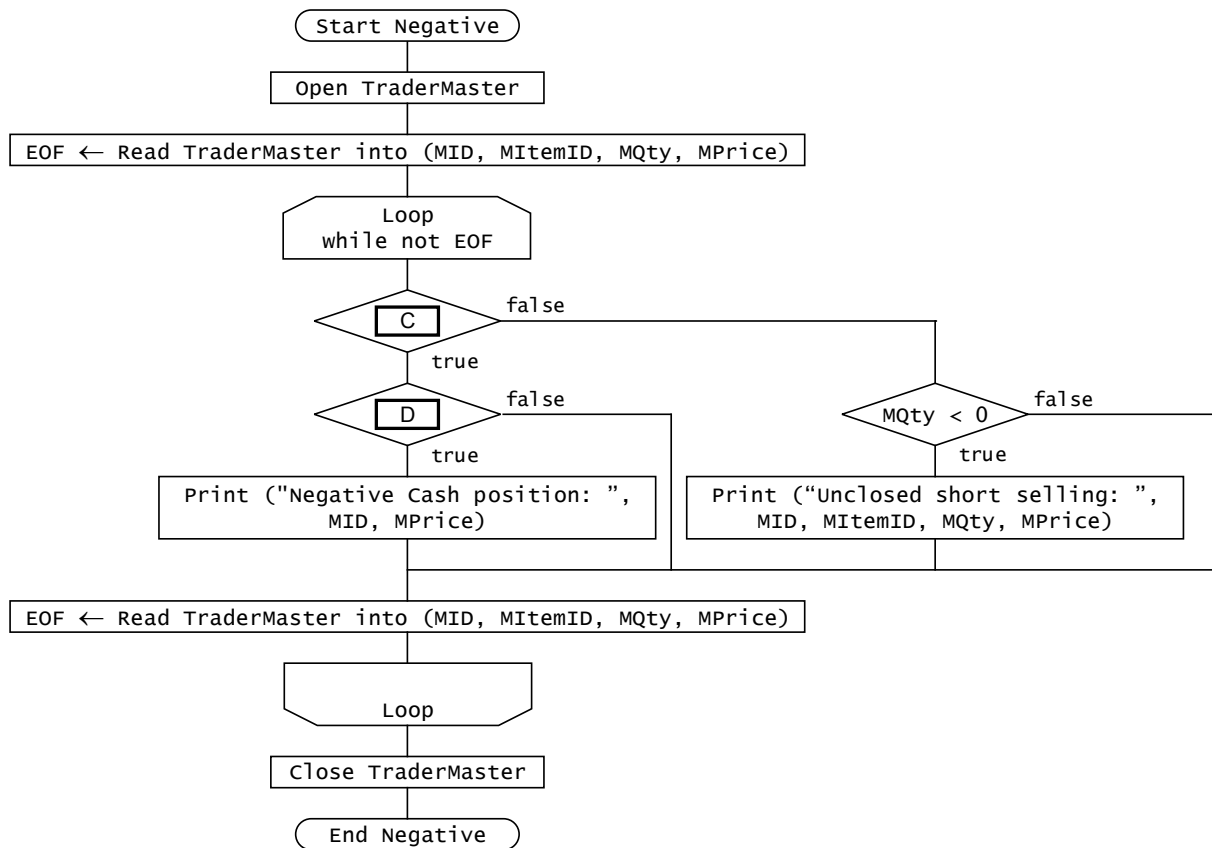 Start Negative
Open TraderMaster
EOF ← Read TraderMaster into (MID, MItemID, MQty, MPrice)
Loop
while not EOF
C
false
true
D
false
true
MQty < 0
false
true
Print ("Negative Cash position: ”,
MID, MPrice)
Print (“Unclosed short selling: ”,
MID, MItemID, MQty, MPrice)
EOF ← Read TraderMaster into (MID, MItemID, MQty, MPrice)
Loop
Close TraderMaster
End Negative